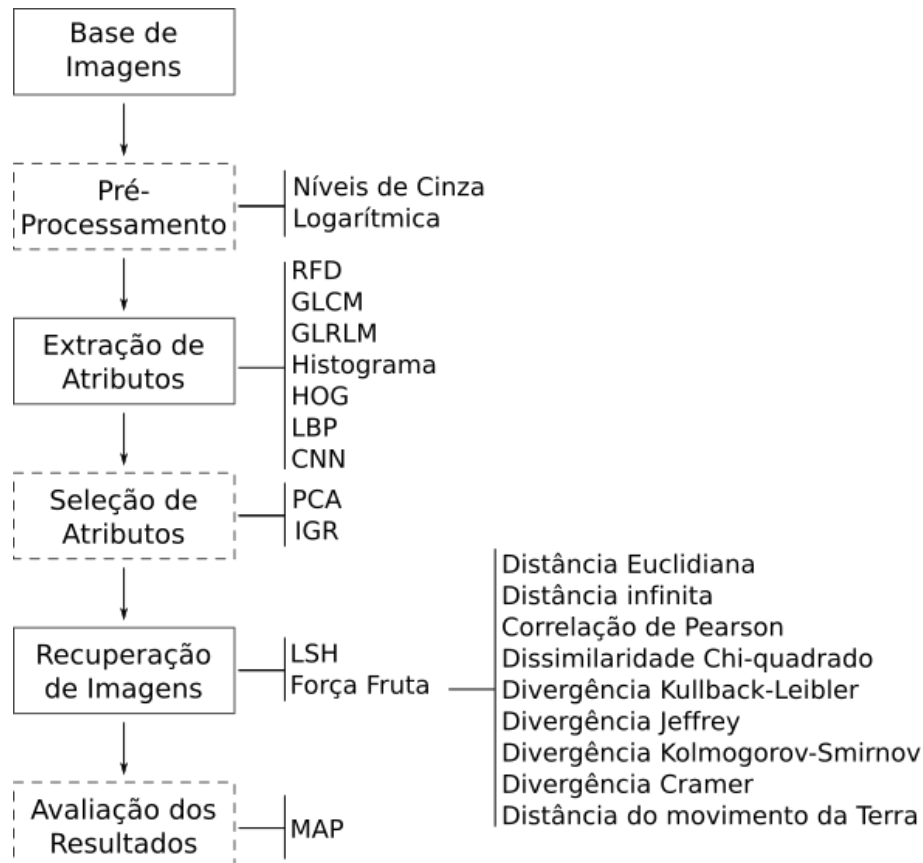 Base de
Imagens
Pré-
Processamento
Níveis de Cinza
Logarítmica
RFD
GLCM
GLRLM
Histograma
HOG
LBP
CNN
Extração de
Atributos
Seleção de
Atributos
PCA
IGR
Recuperação
de Imagens
LSH
Força Fruta
Distância Euclidiana
Distância infinita
Correlação de Pearson
Dissimilaridade Chi-quadrado
Divergência Kullback-Leibler
Divergência Jeffrey
Divergência Kolmogorov-Smirnov
Divergência Cramer
Distância do movimento da Terra
Avaliação dos
Resultados
MAP